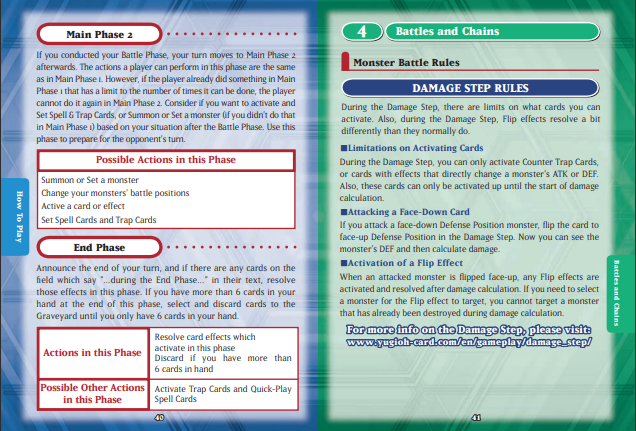 Main Phase 2
If you conducted your Battle Phase, your turn moves to Main Phase 2
afterwards. The actions a player can perform in this phase are the same
as in Main Phase 1. However, if the player already did something in Main
Phase 1 that has a limit to the number of times it can be done, the player
cannot do it again in Main Phase 2. Consider if you want to activate and
Set Spell & Trap Cards, or Summon or Set a monster (if you didn't do that
in Main Phase 1) based on your situation after the Battle Phase. Use this
phase to prepare for the opponent's turn.
Possible Actions in this Phase
Summon or Set a monster
Change your monsters' battle positions
Active a card or effect
Set Spell Cards and Trap Cards
How To Play
End Phase
Announce the end of your turn, and if there are any cards on the
field which say "...during the End Phase..." in their text, resolve
those effects in this phase. If you have more than 6 cards in your
hand at the end of this phase, select and discard cards to the
Graveyard until you only have 6 cards in your hand.
Actions in this Phase
Resolve card effects which
activate in this phase
Discard if you have more than
6 cards in hand
Possible Other Actions
in this Phase
Activate Trap Cards and Quick-Play
Spell Cards
40
4 Battles and Chains
Monster Battle Rules
DAMAGE STEP RULES
During the Damage Step, there are limits on what cards you can
activate. Also, during the Damage Step, Flip effects resolve a bit
differently than they normally do.
■Limitations on Activating Cards
During the Damage Step, you can only activate Counter Trap Cards,
or cards with effects that directly change a monster's ATK or DEF.
Also, these cards can only be activated up until the start of damage
calculation.
■Attacking a Face-Down Card
If you attack a face-down Defense Position monster, flip the card to
face-up Defense Position in the Damage Step. Now you can see the
monster's DEF and then calculate damage.
■Activation of a Flip Effect
When an attacked monster is flipped face-up, any Flip effects are
activated and resolved after damage calculation. If you need to select
a monster for the Flip effect to target, you cannot target a monster
that has already been destroyed during damage calculation.
For more info on the Damage Step, please visit:
www.yugioh-card.com/en/gameplay/damage_step/
Battles and Chains
41